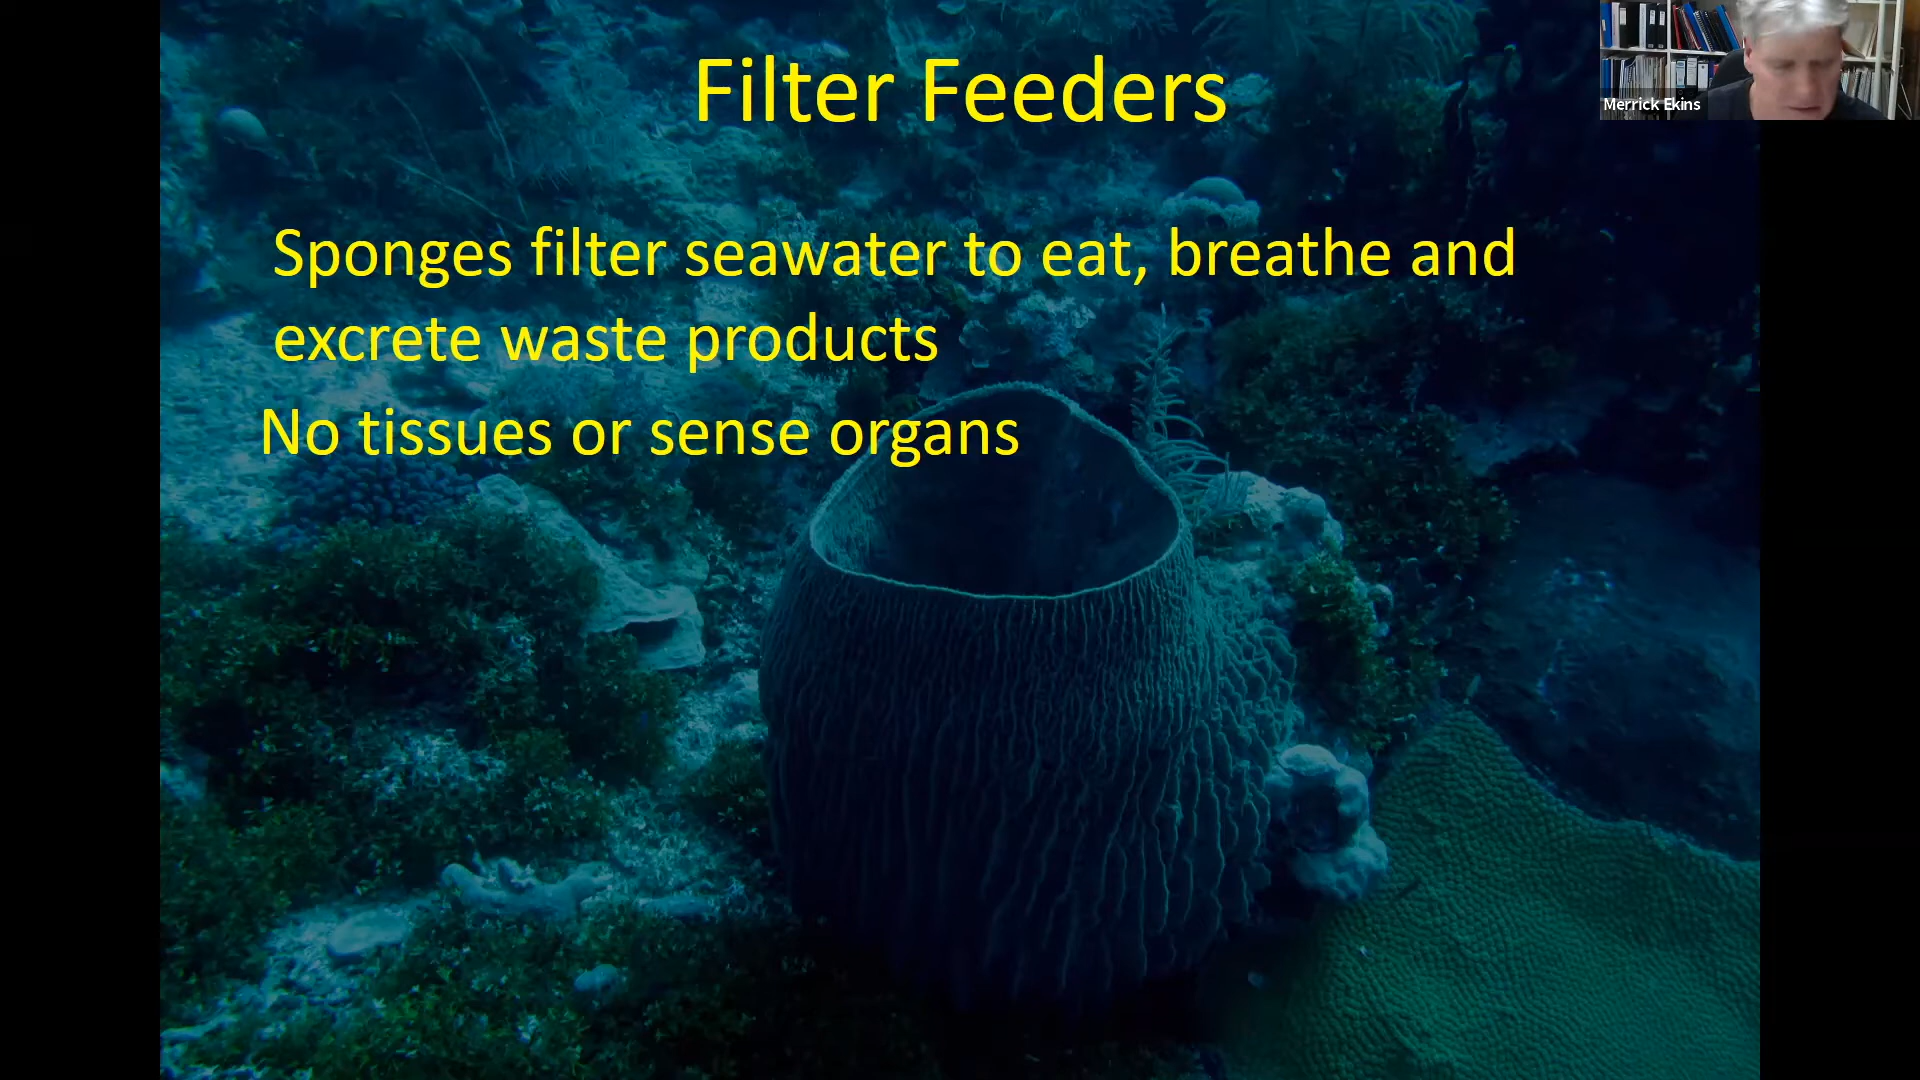 Filter Feeders
Merrick Ekins
Sponges filter seawater to eat, breathe and
excrete waste products
No tissues or sense organs